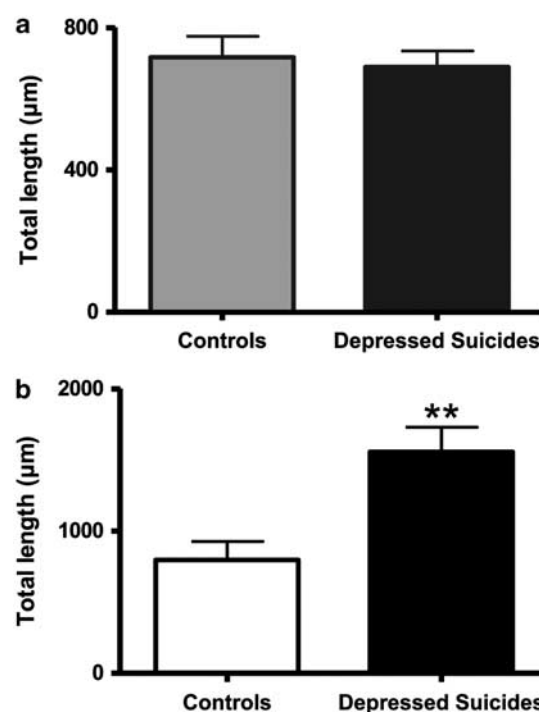 a
Total length (µm)
800
400
0
Controls Depressed Suicides
b
Total length (µm)
2000
1000
0
**
Controls Depressed Suicides